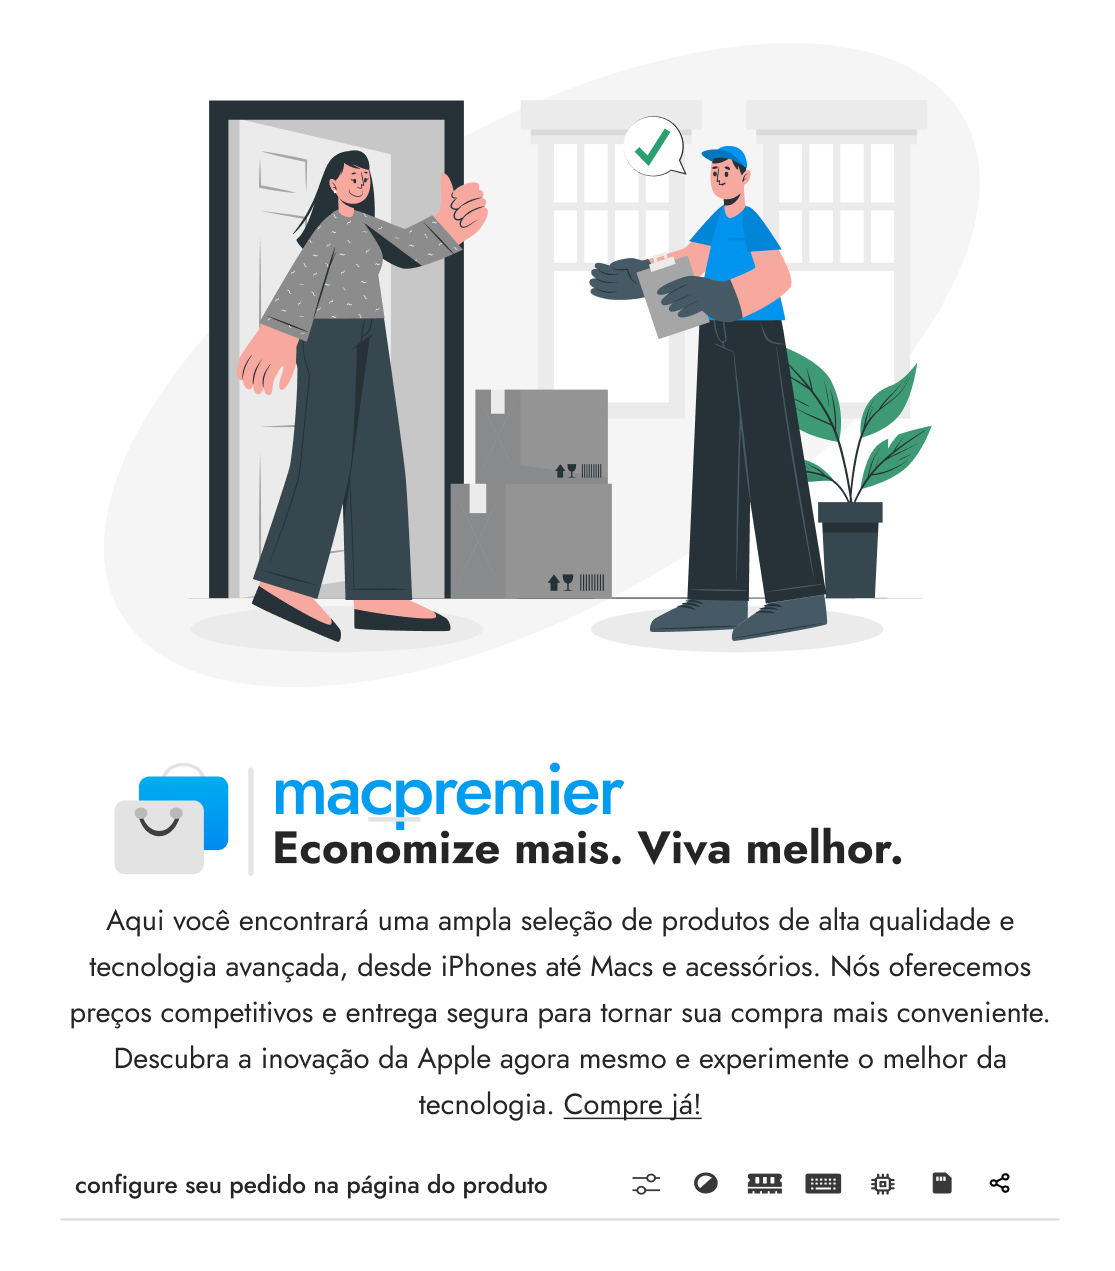 macpremier
Economize mais. Viva melhor.
Aqui você encontrará uma ampla seleção de produtos de alta qualidade e
tecnologia avançada, desde iPhones até Macs e acessórios. Nós oferecemos
preços competitivos e entrega segura para tornar sua compra mais conveniente.
Descubra a inovação da Apple agora mesmo e experimente o melhor da
tecnologia. Compre já!
configure seu pedido na página do produto